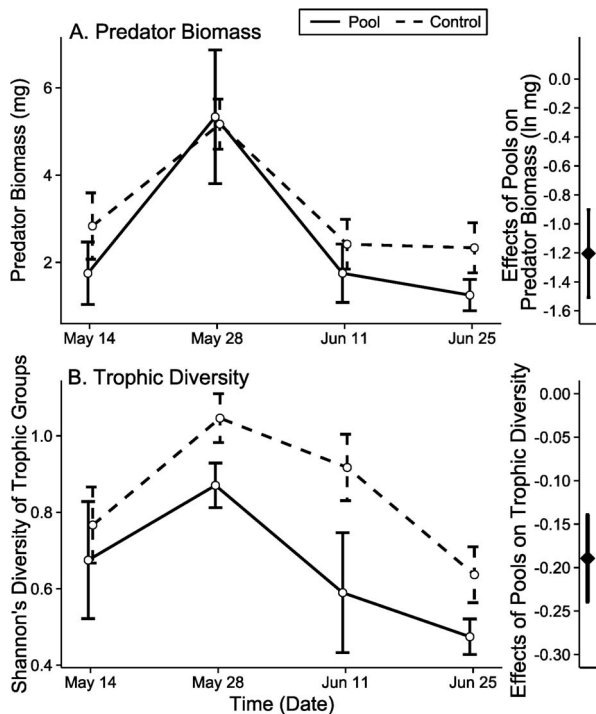 Pool Control
A. Predator Biomass
Predator Biomass (mg)
6
4
2
May 14 May 28 Jun 11 Jun 25
Effects of Pools on
Predator Biomass (ln mg)
0.0
-0.2
-0.4
-0.6
-0.8
-1.0
-1.2
-1.4
-1.6
B. Trophic Diversity
Shannon's Diversity of Trophic Groups
1.0
0.8
0.6
0.4
May 14 May 28 Jun 11 Jun 25
Time (Date)
Effects of Pools on Trophic Diversity
0.00
-0.05
-0.10
-0.15
-0.20
-0.25
-0.30